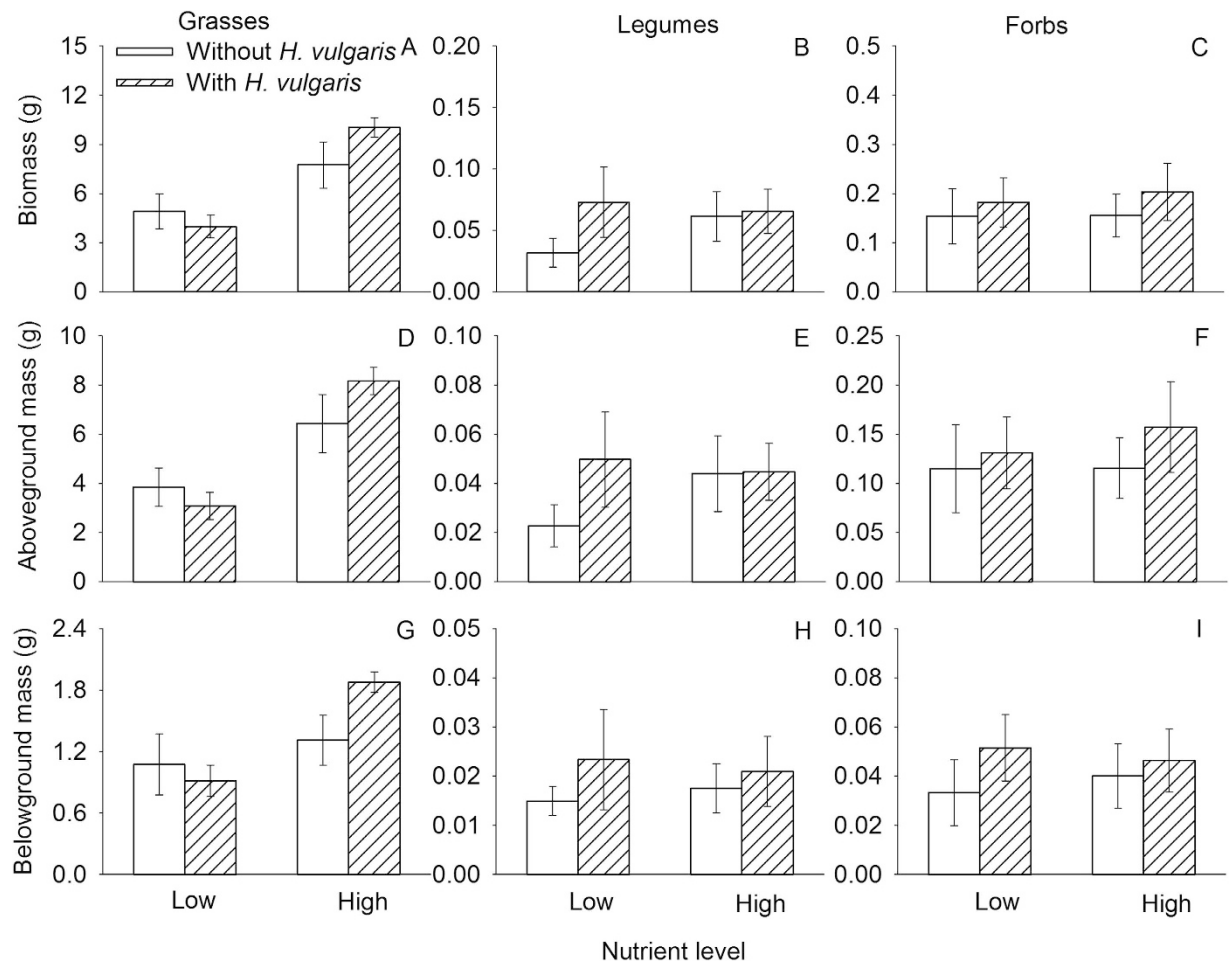 Grasses
Legumes
Forbs
Without H. vulgaris
With H. vulgaris
A
B
C
Biomass (g)
15
12
9
6
3
0
0.20
0.15
0.10
0.05
0.00
0.5
0.4
0.3
0.2
0.1
0.0
D
E
F
Aboveground mass (g)
10
8
6
4
2
0
0.10
0.08
0.06
0.04
0.02
0.00
0.25
0.20
0.15
0.10
0.05
0.00
G
H
I
Belowground mass (g)
2.4
1.8
1.2
0.6
0.0
0.05
0.04
0.03
0.02
0.01
0.00
0.10
0.08
0.06
0.04
0.02
0.00
Low
High
Low
High
Low
High
Nutrient level